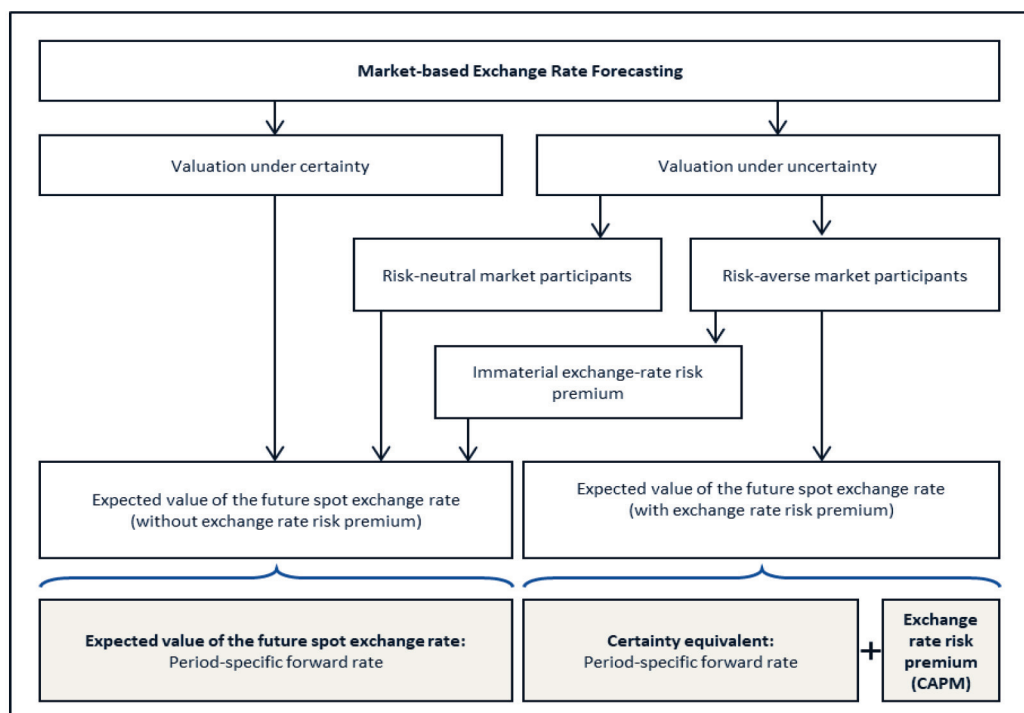 Market-based Exchange Rate Forecasting
Valuation under certainty
Valuation under uncertainty
Risk-neutral market participants
Risk-averse market participants
Immaterial exchange-rate risk
premium
Expected value of the future spot exchange rate
(without exchange rate risk premium)
Expected value of the future spot exchange rate
(with exchange rate risk premium)
Expected value of the future spot exchange rate:
Period-specific forward rate
Certainty equivalent:
Period-specific forward rate
+
Exchange
rate risk
premium
(CAPM)